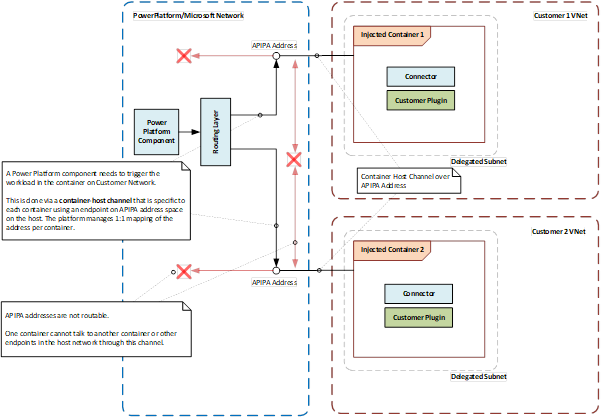 PowerPlatform/Microsoft Network
Customer 1 VNet
APIPA Address
Injected Container 1
Connector
Customer Plugin
Delegated Subnet
Power
Platform
Component
Routing Layer
A Power Platform component needs to trigger the
workload in the container on Customer Network.
This is done via a container-host channel that is specific to
each container using an endpoint on APIPA address space
on the host. The platform manages 1:1 mapping of the
address per container.
Container Host Channel over
APIPA Address
Customer 2 VNet
Injected Container 2
Connector
Customer Plugin
Delegated Subnet
APIPA Address
APIPA addresses are not routable.
One container cannot talk to another container or other
endpoints in the host network through this channel.